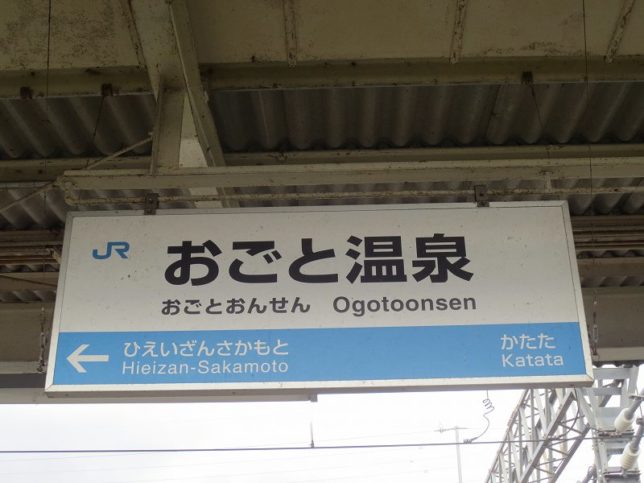 JR おごと温泉
おごとおんせん Ogotoonsen
← ひえいざんさかもと かたた
Hieizan-Sakamoto Katata